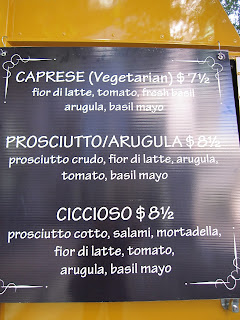 CAPRESE (Vegetarian) $ 7½
fior di latte, tomato, fresh basil
arugula, basil mayo
PROSCIUTTO/ARUGULA $ 8½
prosciutto crudo, fior di latte, arugula,
tomato, basil mayo
CICCIOSO $ 8½
prosciutto cotto, salami, mortadella,
fior di latte, tomato,
arugula, basil mayo